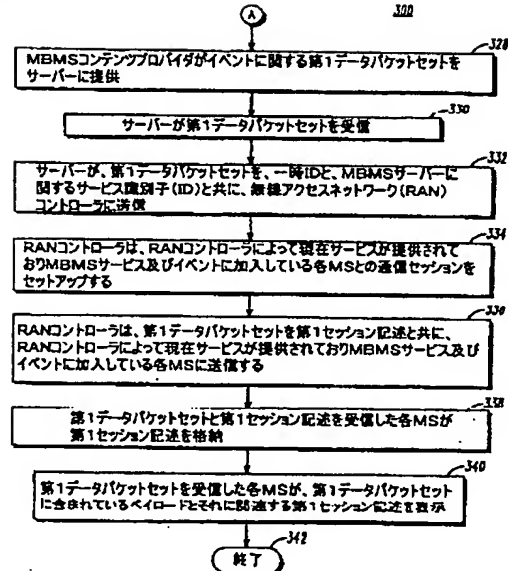 A
300
328
MBMSコンテンツプロバイダがイベントに関する第1データパケットセットを
サーバーに提供
330
サーバーが第1データパケットセットを受信
332
サーバーが、第1データパケットセットを、一時IDと、MBMSサーバーに
関するサービス識別子(ID)と共に、無線アクセスネットワーク(RAN)
コントローラに送信
334
RANコントローラは、RANコントローラによって現在サービスが提供されて
おりMBMSサービス及びイベントに加入している各MSとの通信セッションを
セットアップする
336
RANコントローラは、第1データパケットセットを第1セッション記述と共に、
RANコントローラによって現在サービスが提供されておりMBMSサービス及び
イベントに加入している各MSに送信する
338
第1データパケットセットと第1セッション記述を受信した各MSが
第1セッション記述を格納
340
第1データパケットセットを受信した各MSが、第1データパケットセット
に含まれているペイロードとそれに関連する第1セッション記述を表示
342
終了